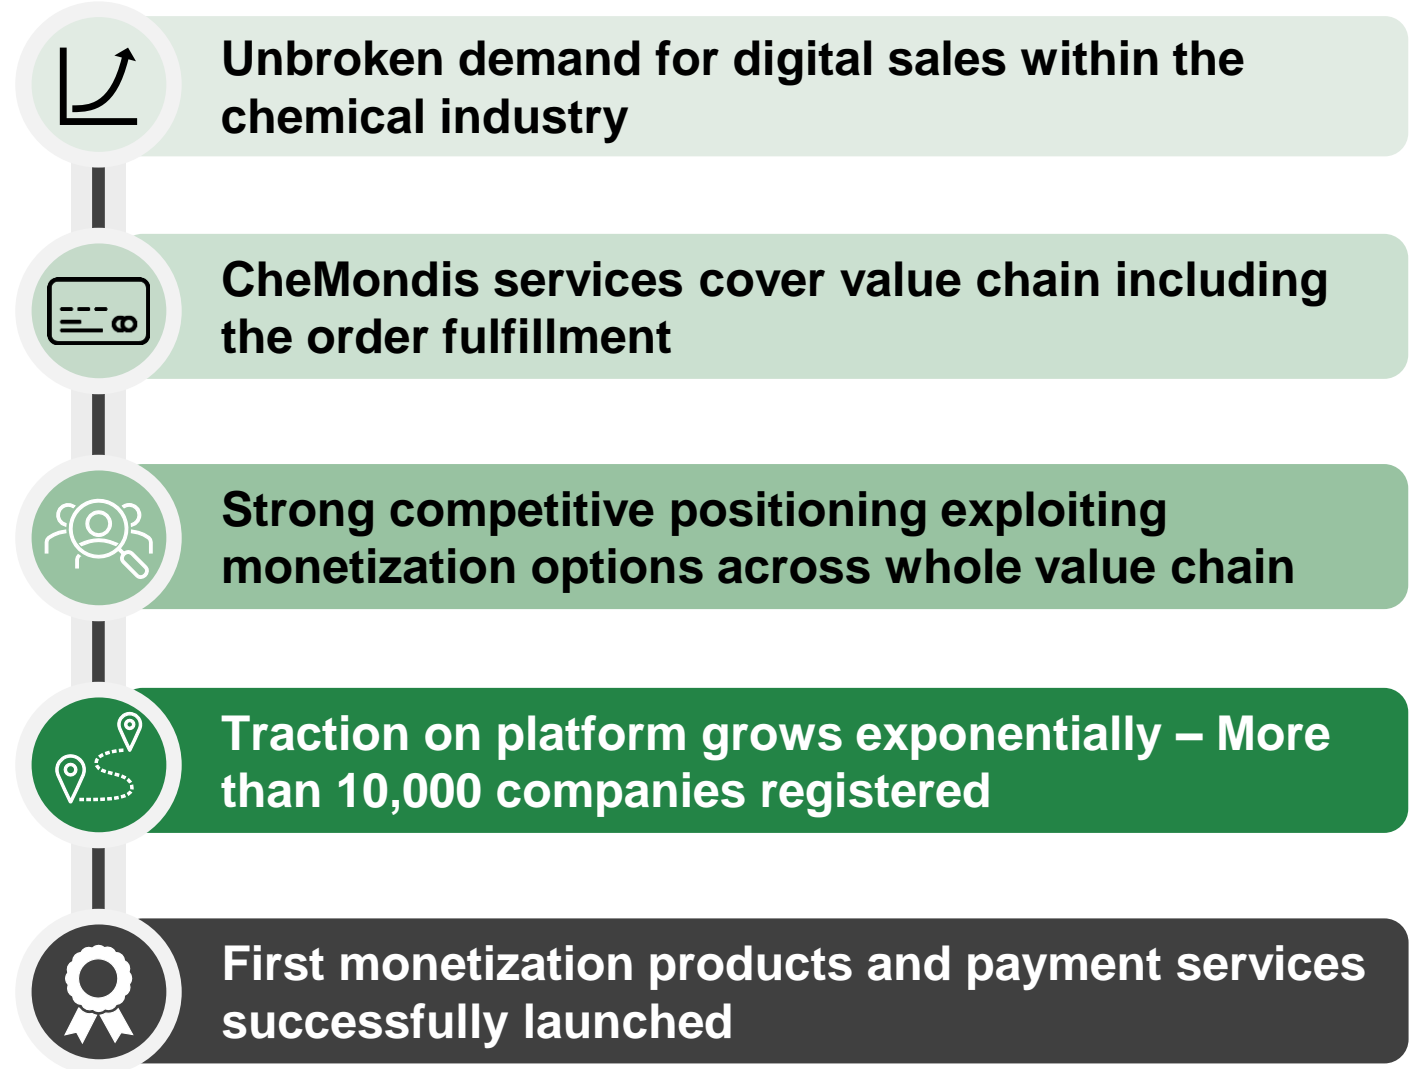 Unbroken demand for digital sales within the
chemical industry
CheMondis services cover value chain including
the order fulfillment
Strong competitive positioning exploiting
monetization options across whole value chain
Traction on platform grows exponentially – More
than 10,000 companies registered
First monetization products and payment services
successfully launched